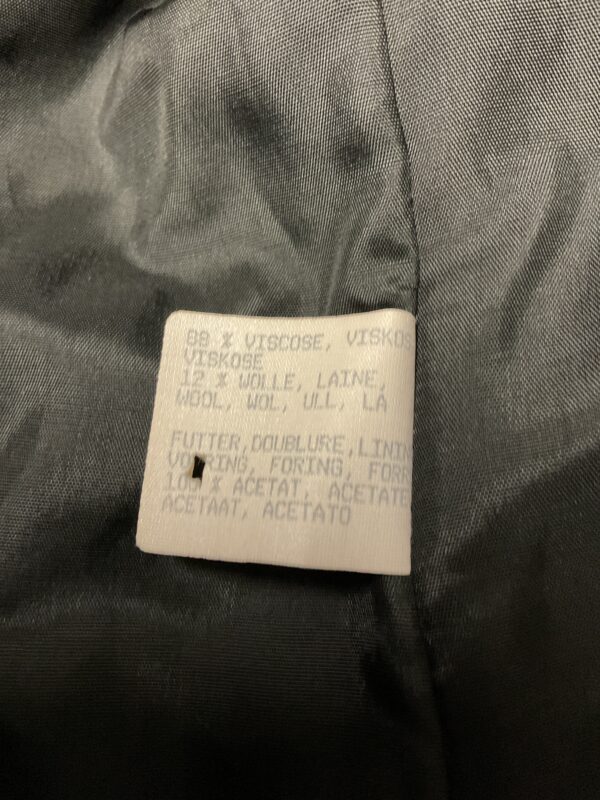 88 % VISCOSE, VISKOS
VISKOSE
12 % WOLLE, LAINE,
WOOL, WOL, ULL, LÃ
FUTTER, DOUBLURE, LININ
FORING, FORR
% ACETAT, ACETATE
ACETAAT, ACETATO